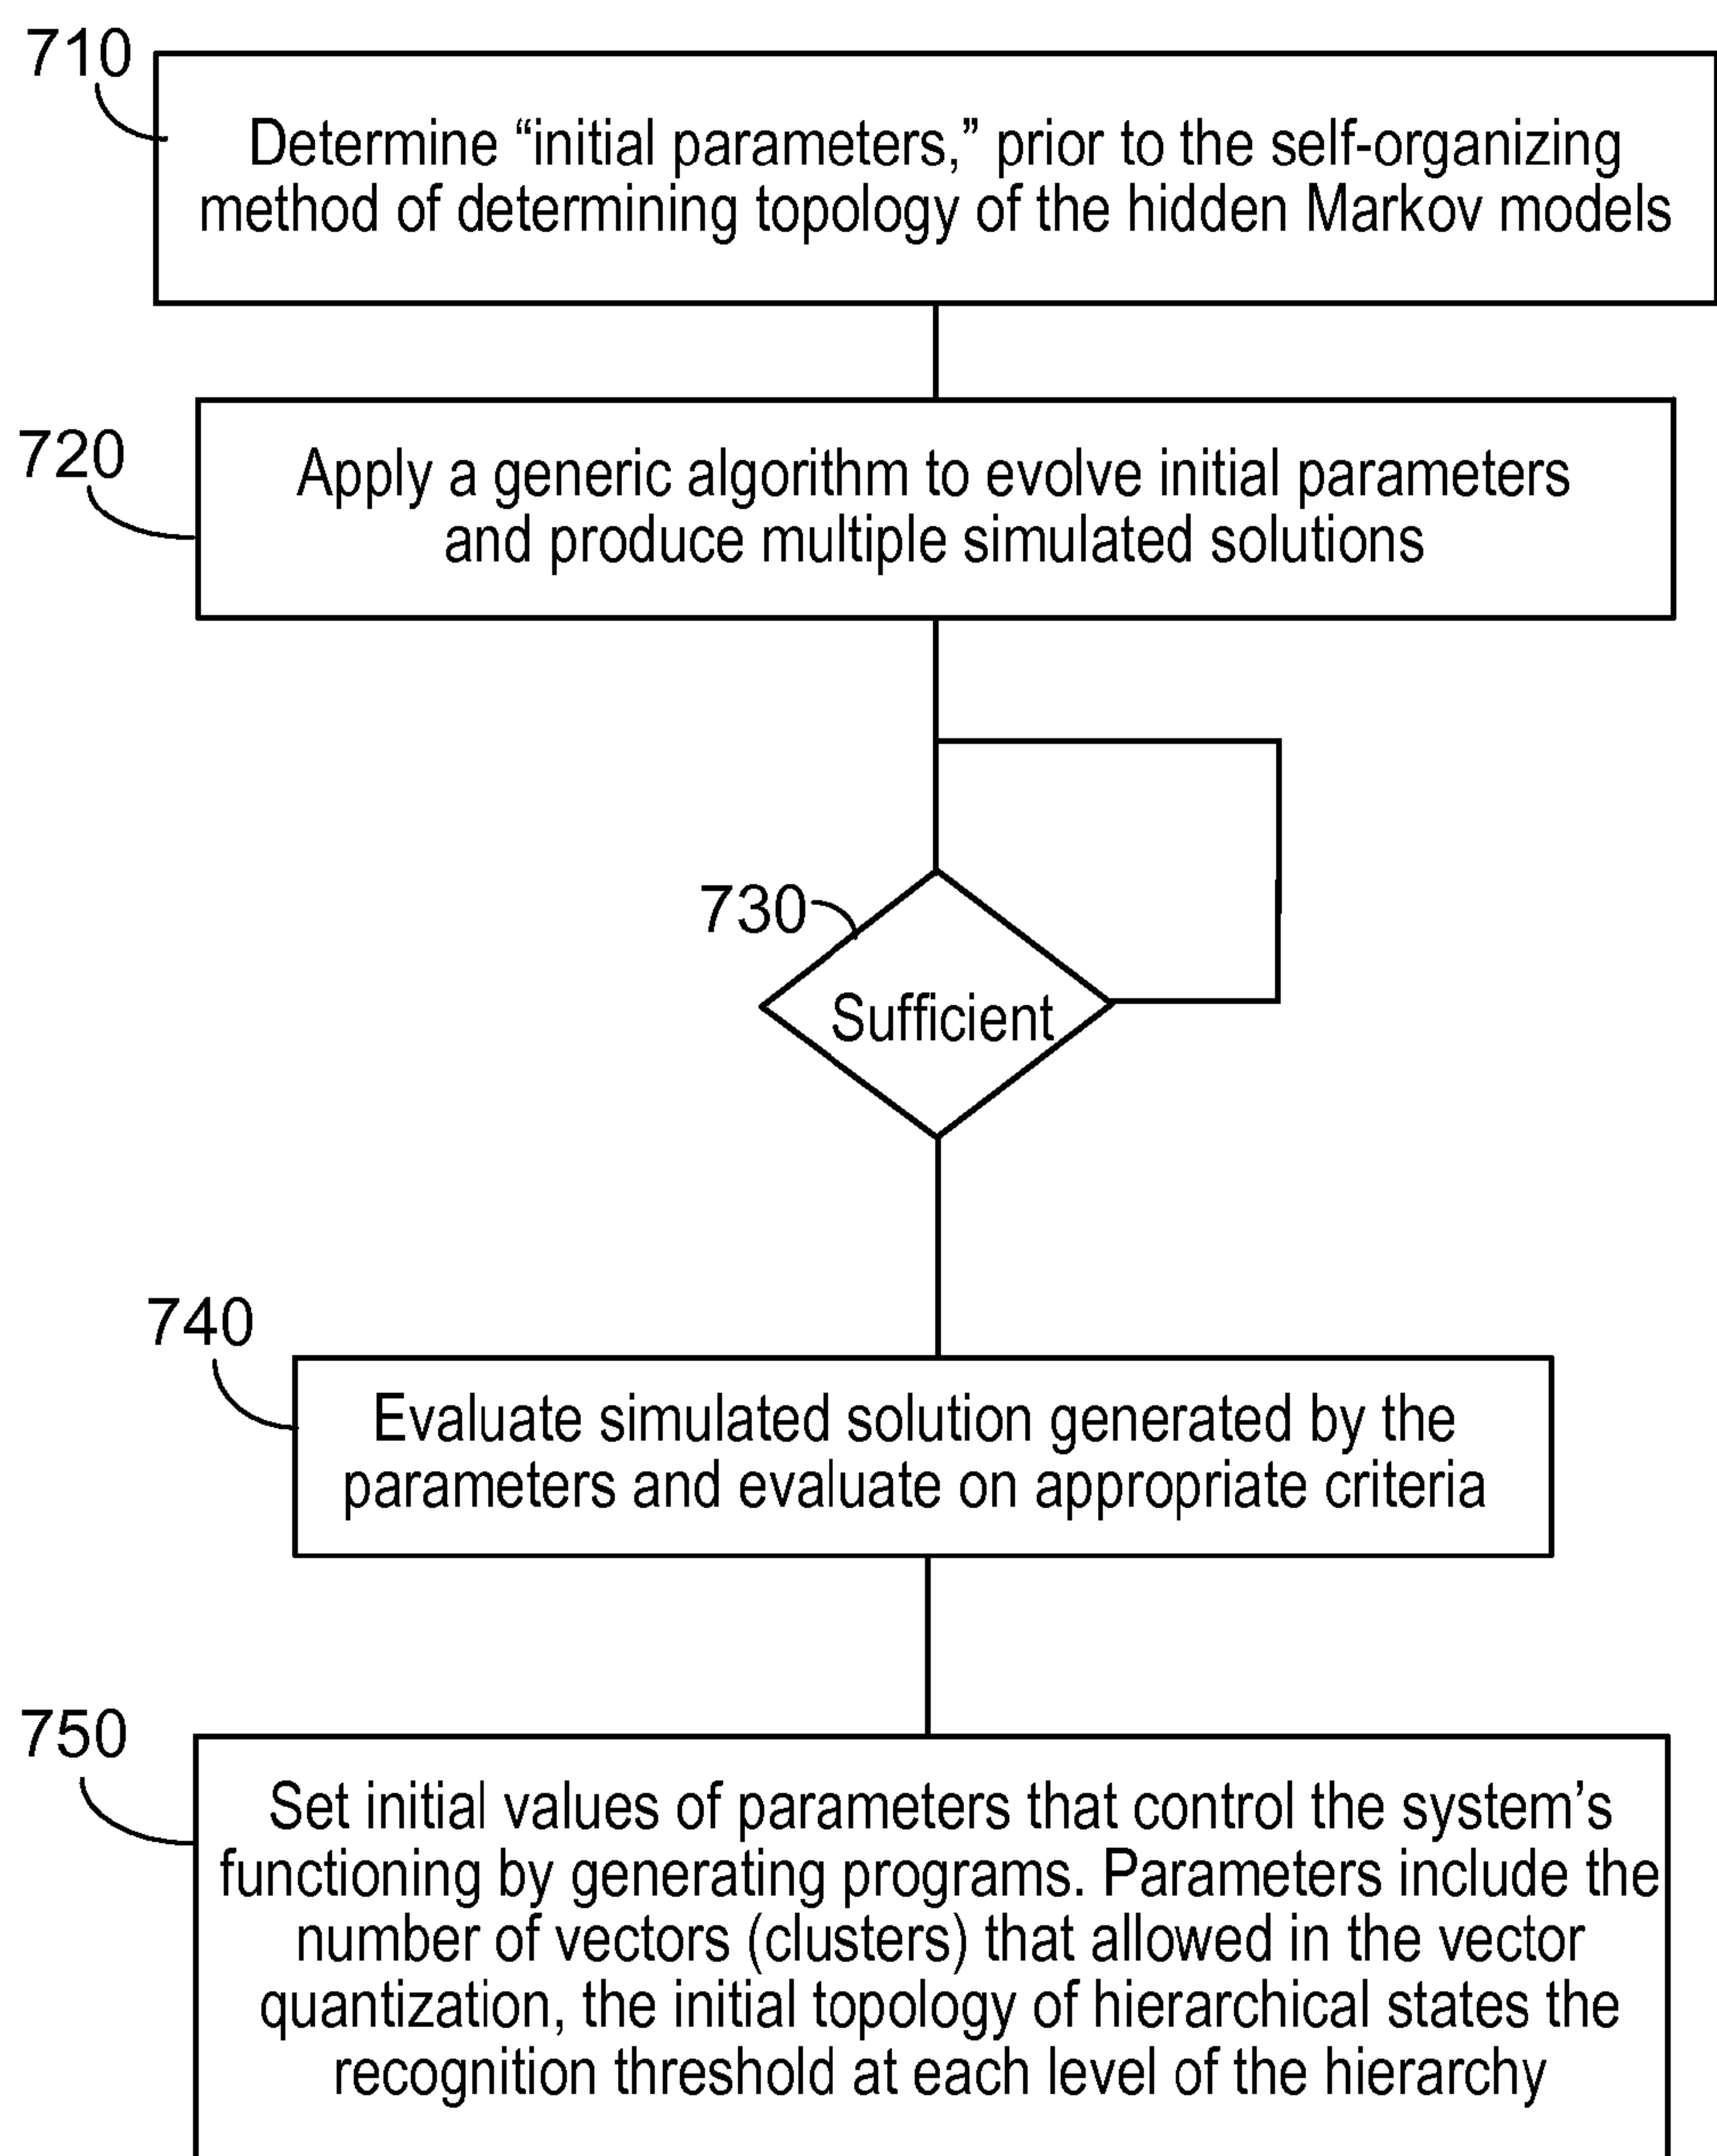 710
Determine “initial parameters,” prior to the self-organizing
method of determining topology of the hidden Markov models
720
Apply a generic algorithm to evolve initial parameters
and produce multiple simulated solutions
730
Sufficient
740
Evaluate simulated solution generated by the
parameters and evaluate on appropriate criteria
750
Set initial values of parameters that control the system’s
functioning by generating programs. Parameters include the
number of vectors (clusters) that allowed in the vector
quantization, the initial topology of hierarchical states the
recognition threshold at each level of the hierarchy